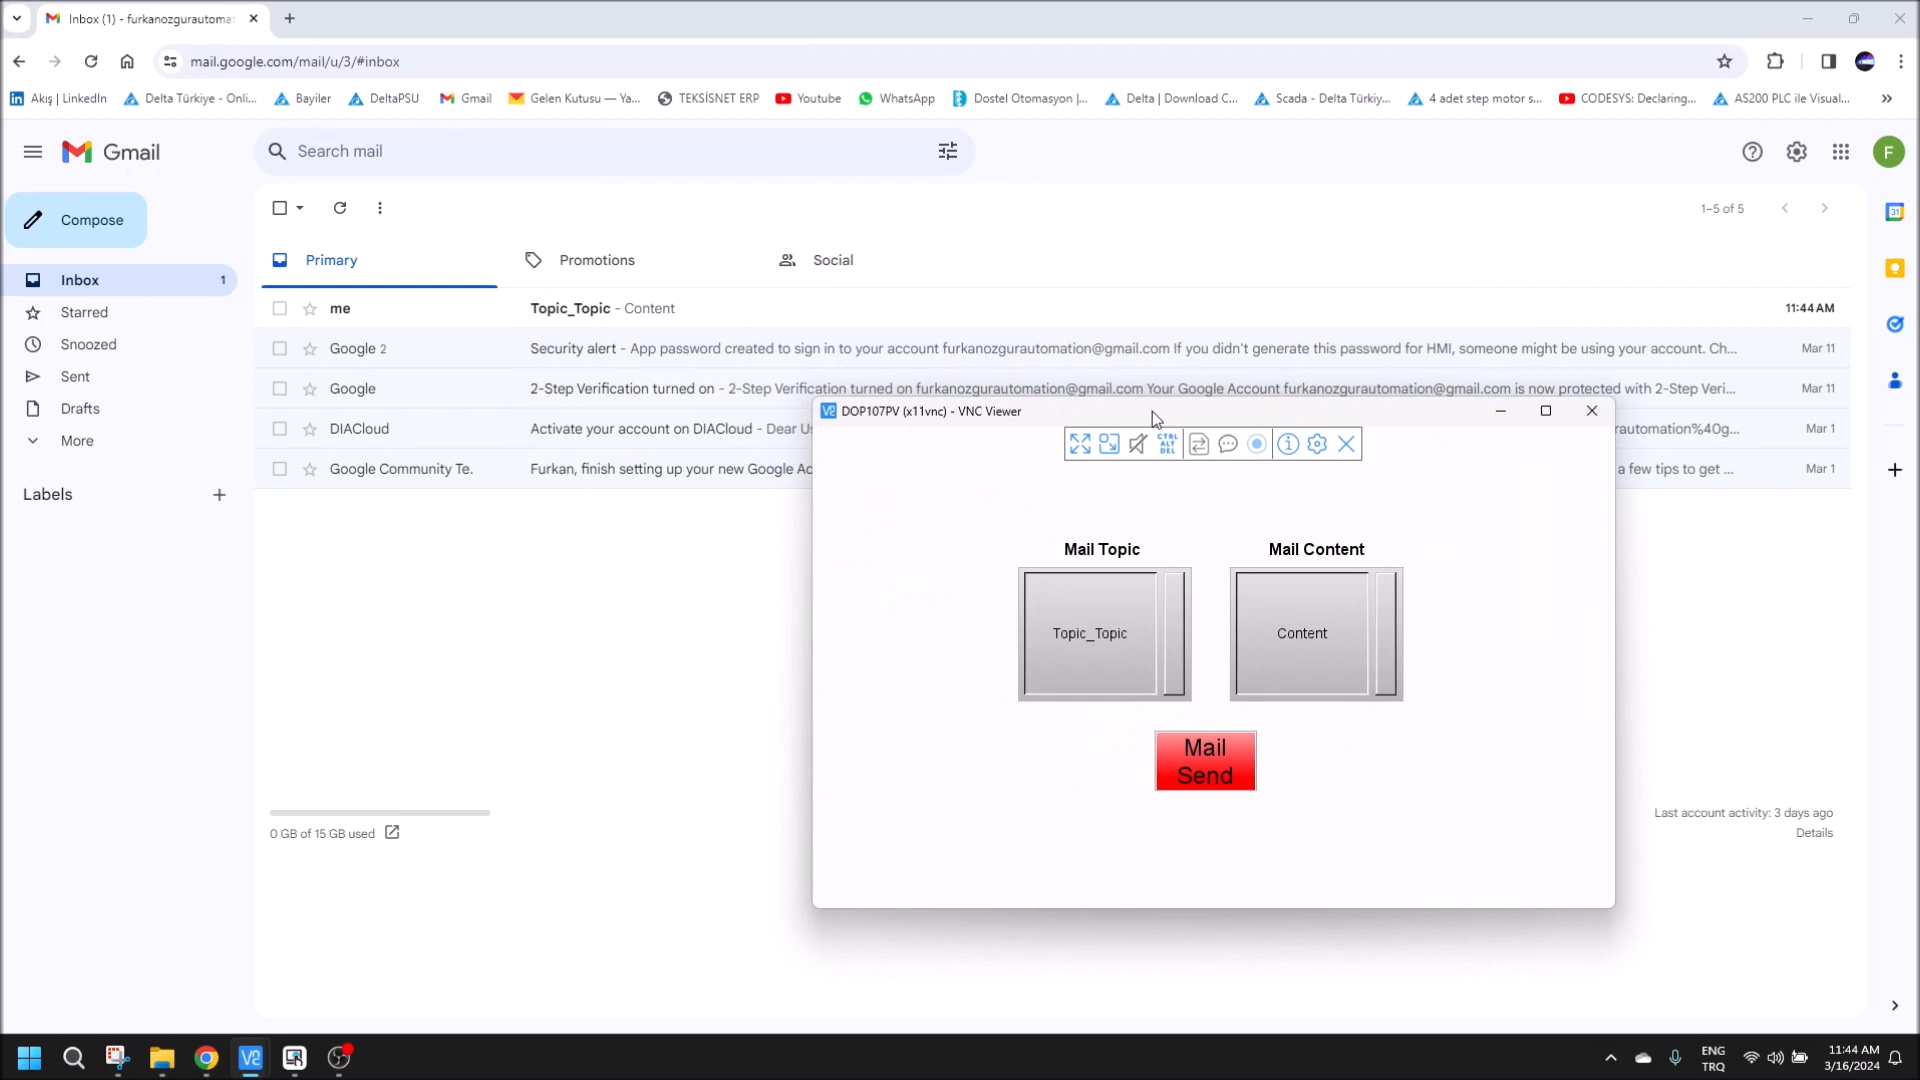 Inbox (1) - furkanozgurautomat
mail.google.com/mail/u/3/#inbox
Akış | LinkedIn
Delta Türkiye - Onli...
Bayiler
DeltaPSU
Gmail
Gelen Kutusu — Ya...
TEKSİSNET ERP
Youtube
WhatsApp
Dostel Otomasyon |...
Delta | Download C...
Scada - Delta Türkiy...
4 adet step motor s...
CODESYS: Declaring...
AS200 PLC ile Visual...
Gmail
Search mail
F
Compose
1–5 of 5
31
Primary
Promotions
Social
Inbox 1
Starred
Snoozed
Sent
Drafts
More
Labels
me Topic_Topic - Content 11:44 AM
Google 2 Security alert - App password created to sign in to your account furkanozgurautomation@gmail.com If you didn't generate this password for HMI, someone might be using your account. Ch... Mar 11
Google 2-Step Verification turned on - 2-Step Verification turned on furkanozgurautomation@gmail.com Your Google Account furkanozgurautomation@gmail.com is now protected with 2-Step Veri... Mar 11
DIACloud Activate your account on DIACloud - Dear Us rautomation%40g... Mar 1
Google Community Te. Furkan, finish setting up your new Google Ac a few tips to get ... Mar 1
V2 DOP107PV (x11vnc) - VNC Viewer
CTRL
ALT
DEL
Mail Topic
Mail Content
Topic_Topic
Content
Mail
Send
0 GB of 15 GB used
Last account activity: 3 days ago
Details
V2
ENG
TRQ
11:44 AM
3/16/2024